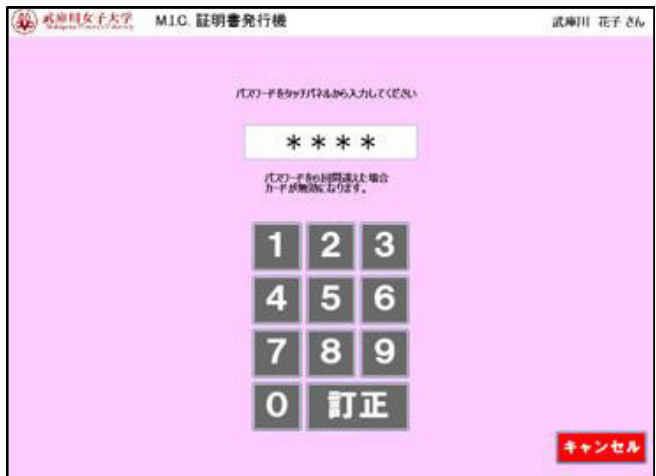 武庫川女子大学 M.I.C. 証明書発行機 武庫川 花子 さん
パスワードをタッチパネルから入力してください
＊＊＊＊
パスワードを6回間違えた場合
カードが無効になります。
1 2 3
4 5 6
7 8 9
0 訂正
キャンセル